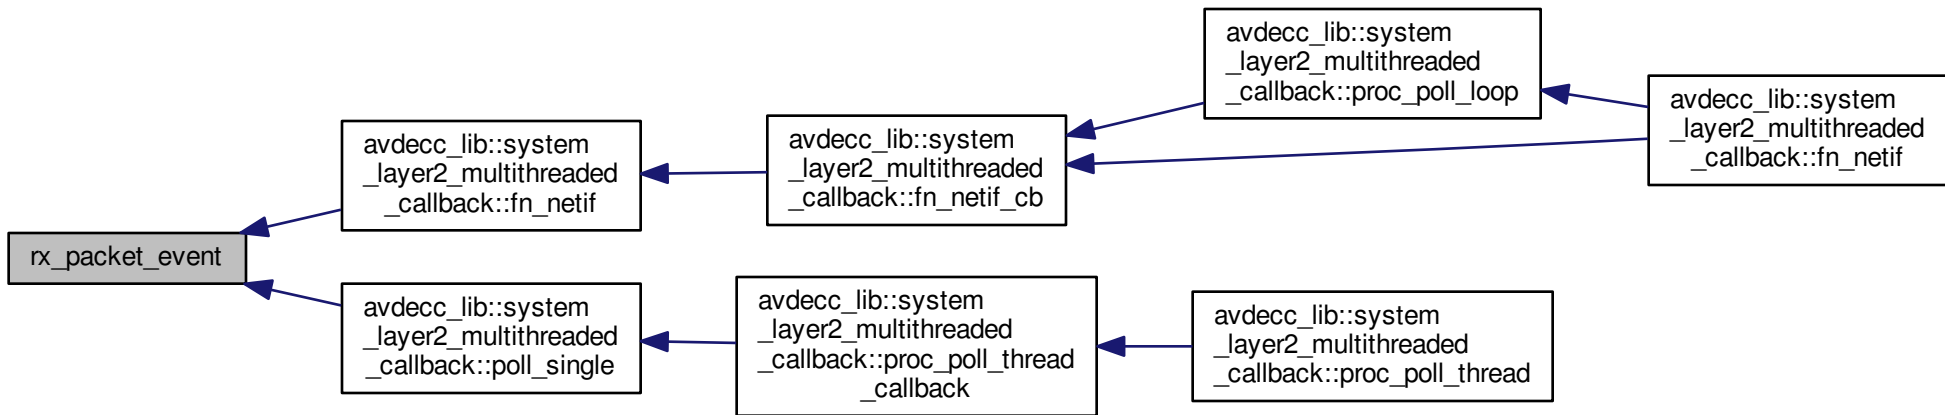 rx_packet_event
avdecc_lib::system
_layer2_multithreaded
_callback::fn_netif
avdecc_lib::system
_layer2_multithreaded
_callback::poll_single
avdecc_lib::system
_layer2_multithreaded
_callback::fn_netif_cb
avdecc_lib::system
_layer2_multithreaded
_callback::proc_poll_thread
_callback
avdecc_lib::system
_layer2_multithreaded
_callback::proc_poll_loop
avdecc_lib::system
_layer2_multithreaded
_callback::proc_poll_thread
avdecc_lib::system
_layer2_multithreaded
_callback::fn_netif